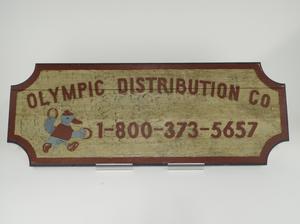 OLYMPIC DISTRIBUTION CO
1-800-373-5657